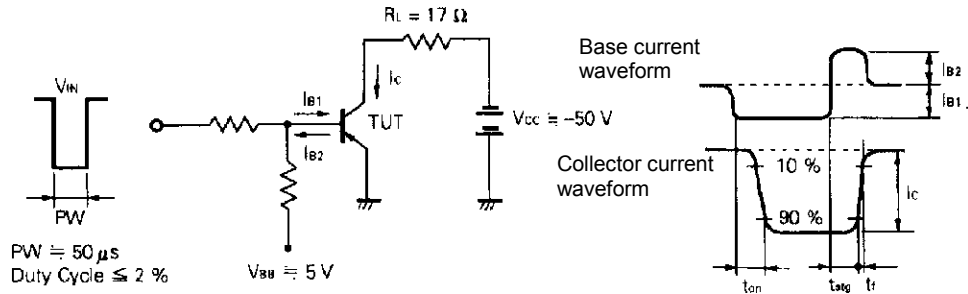 RL = 17 Ω
VIN
IC
IB1
TUT
IB2
VCC ≒ −50 V
PW
PW ≒ 50 μs
Duty Cycle ≦ 2 %
VBB ≒ 5 V
Base current
waveform
IB2
IB1
Collector current
waveform
10 %
90 %
IC
ton
tstg
tf